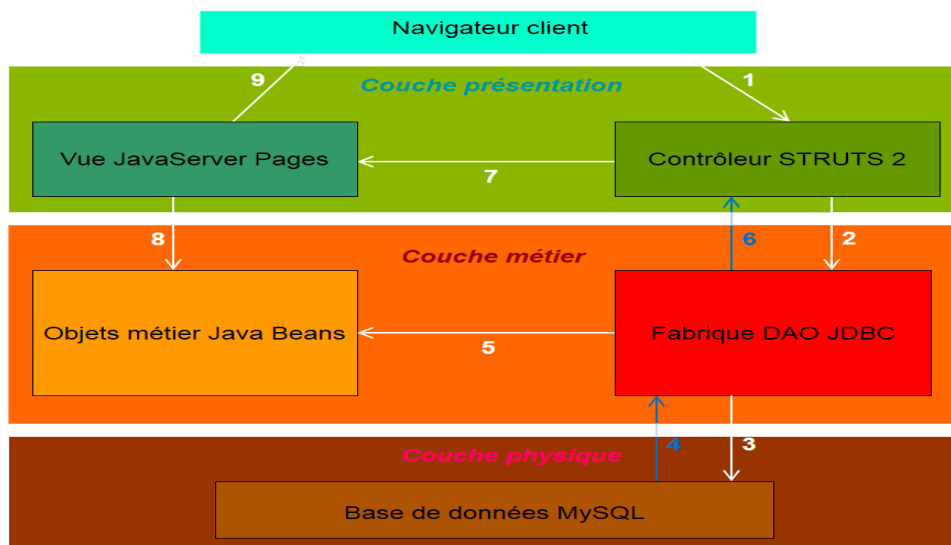 Navigateur client
9
Couche présentation
1
Vue JavaServer Pages
7
Contrôleur STRUTS 2
8
Couche métier
6
2
Objets métier Java Beans
5
Fabrique DAO JDBC
Couche physique
4
3
Base de données MySQL